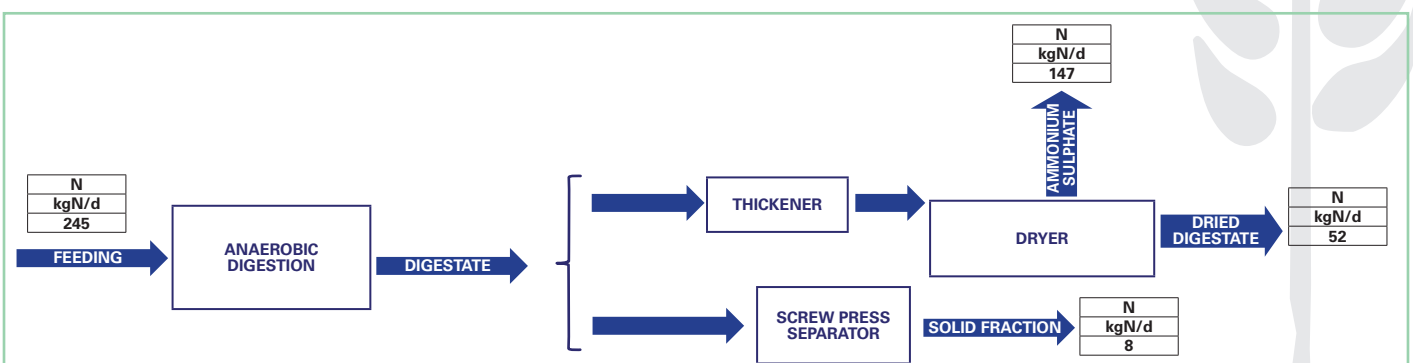 N
kgN/d
147
AMMONIUM
SULPHATE
N
kgN/d
245
FEEDING
ANAEROBIC
DIGESTION
DIGESTATE
THICKENER
DRYER
DRIED
DIGESTATE
N
kgN/d
52
SCREW PRESS
SEPARATOR
SOLID FRACTION
N
kgN/d
8